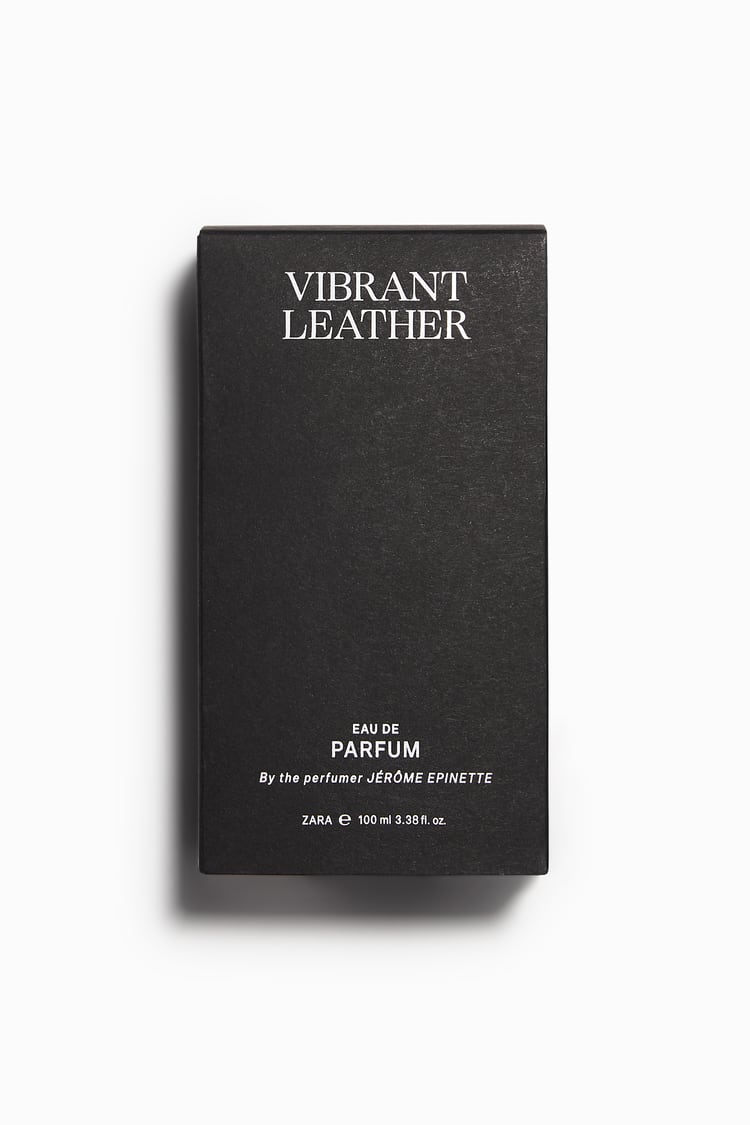 VIBRANT
LEATHER
EAU DE
PARFUM
By the perfumer JÉRÔME EPINETTE
ZARA ℮ 100 ml 3.38 fl. oz.